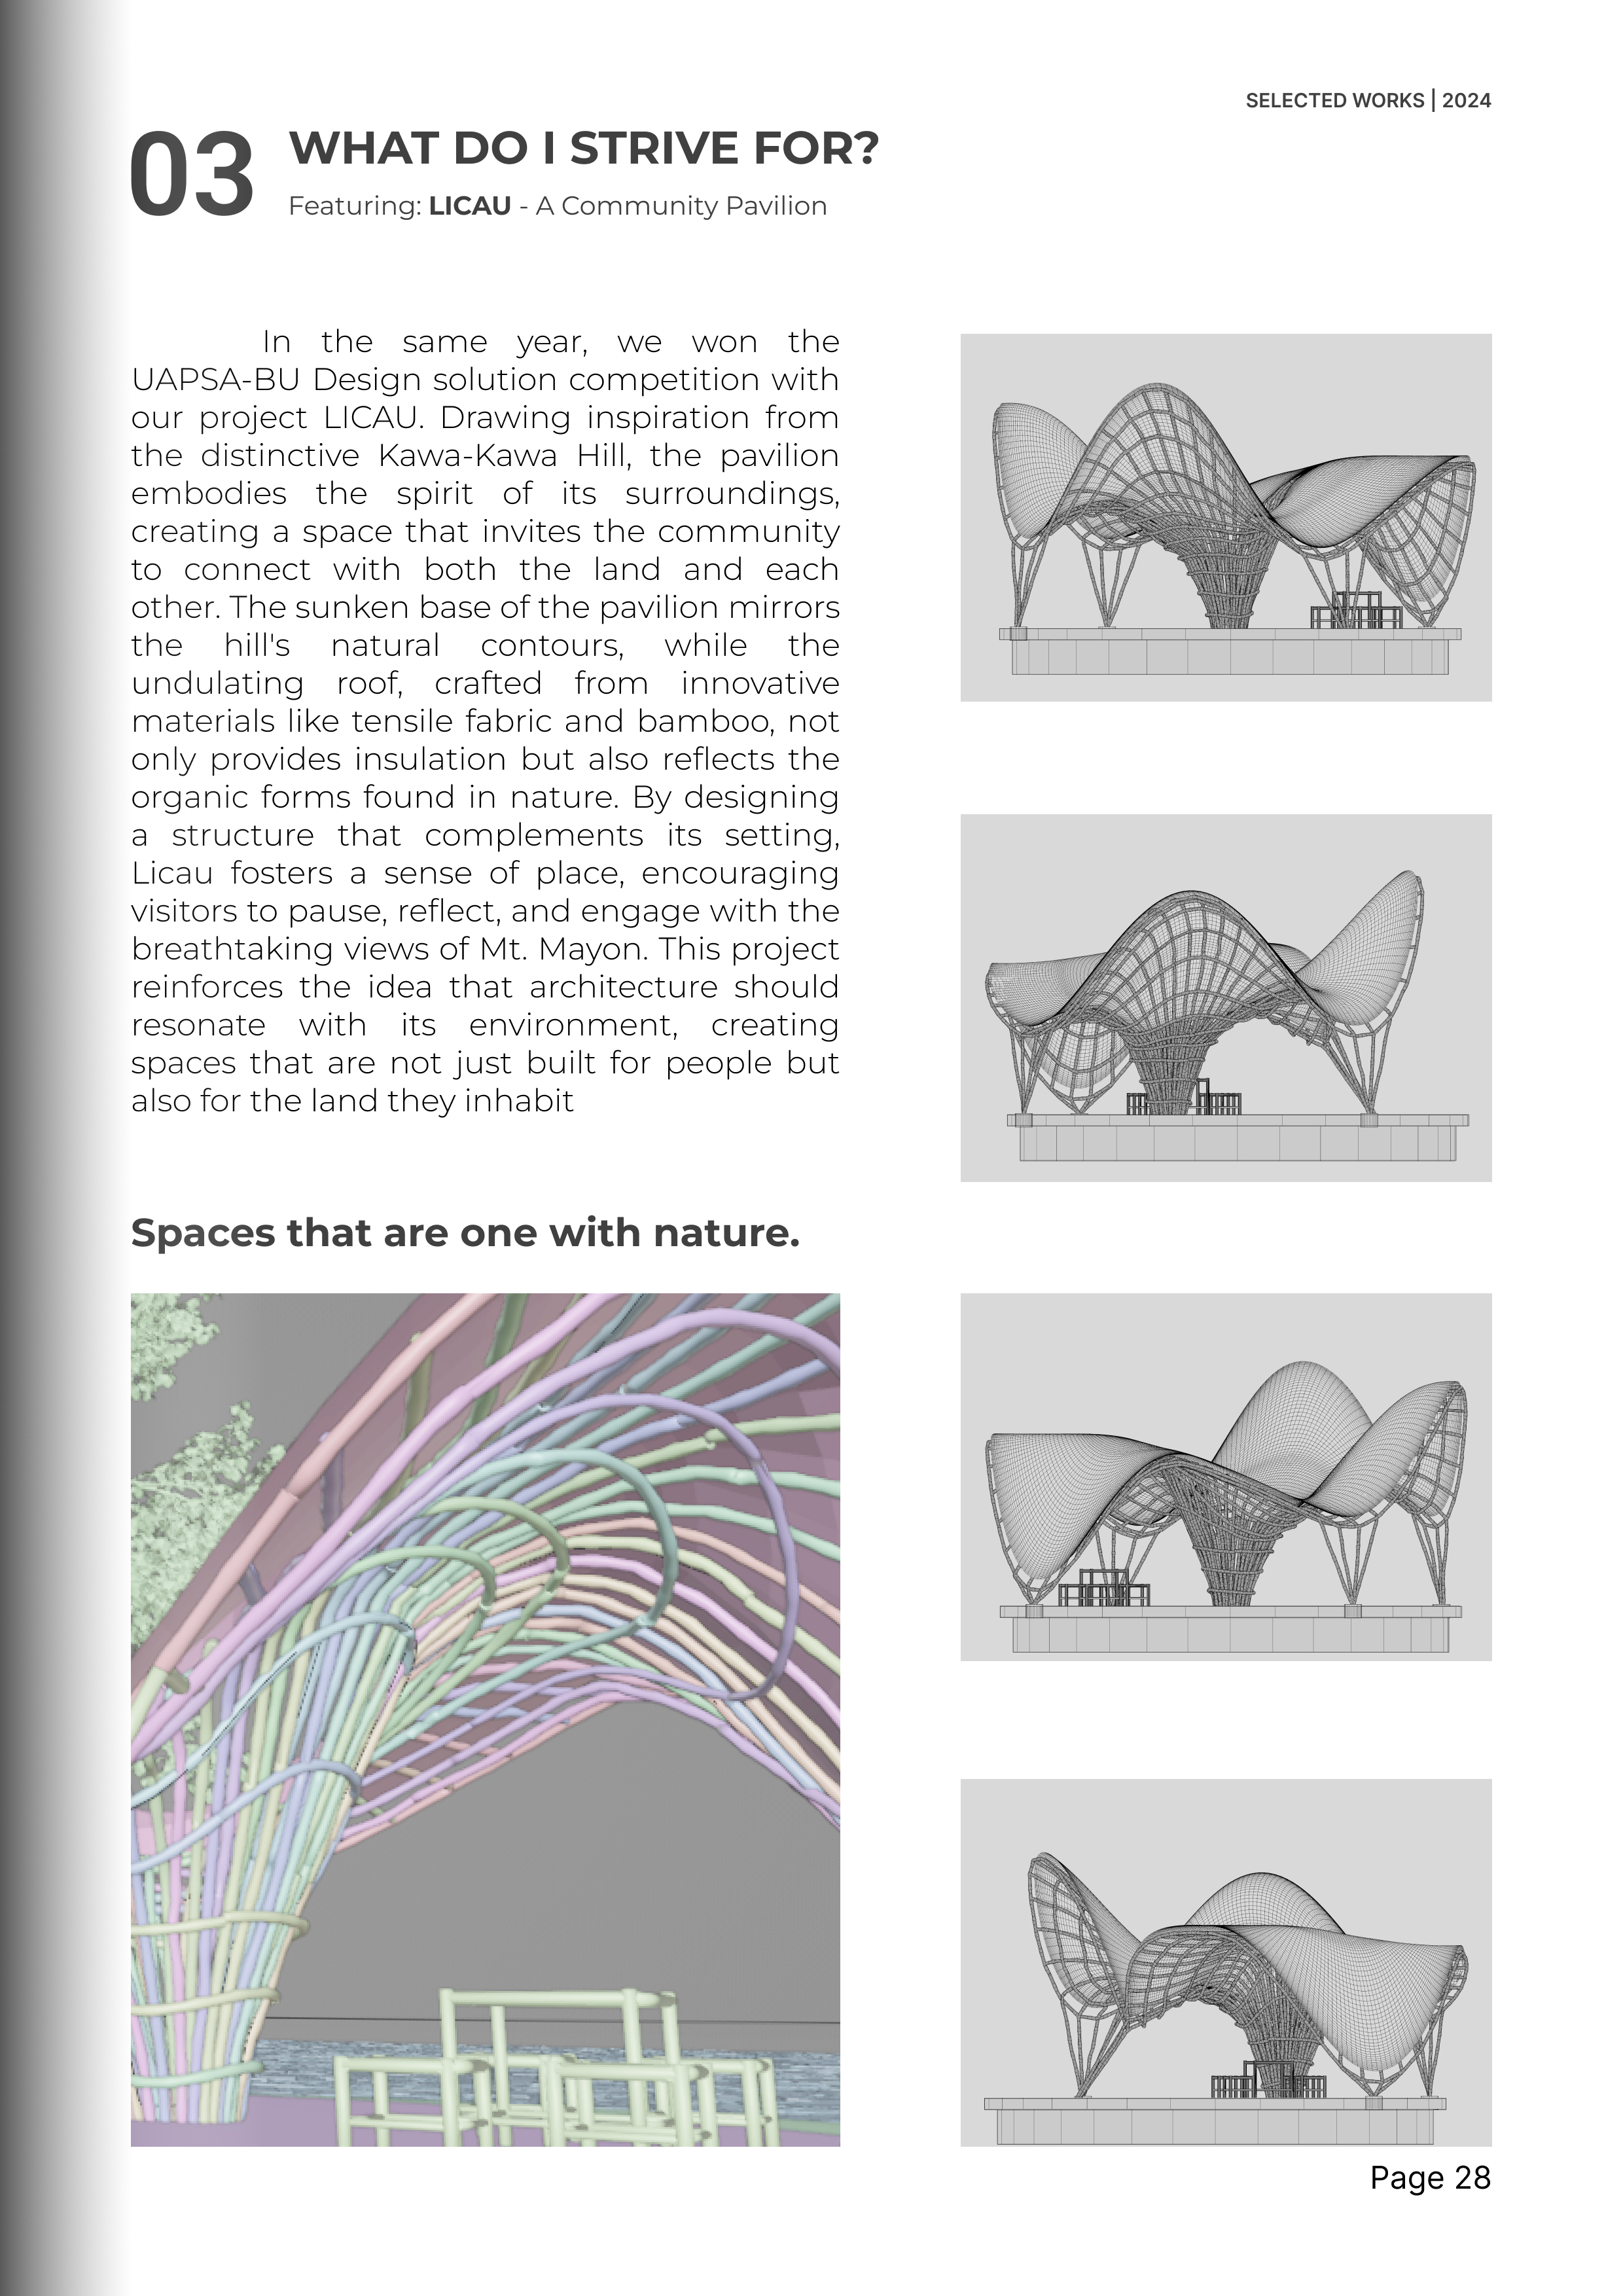 SELECTED WORKS | 2024
03
WHAT DO I STRIVE FOR?
Featuring: LICAU - A Community Pavilion
In the same year, we won the
UAPSA-BU Design solution competition with
our project LICAU. Drawing inspiration from
the distinctive Kawa-Kawa Hill, the pavilion
embodies the spirit of its surroundings,
creating a space that invites the community
to connect with both the land and each
other. The sunken base of the pavilion mirrors
the hill's natural contours, while the
undulating roof, crafted from innovative
materials like tensile fabric and bamboo, not
only provides insulation but also reflects the
organic forms found in nature. By designing
a structure that complements its setting,
Licau fosters a sense of place, encouraging
visitors to pause, reflect, and engage with the
breathtaking views of Mt. Mayon. This project
reinforces the idea that architecture should
resonate with its environment, creating
spaces that are not just built for people but
also for the land they inhabit
Spaces that are one with nature.
Page 28